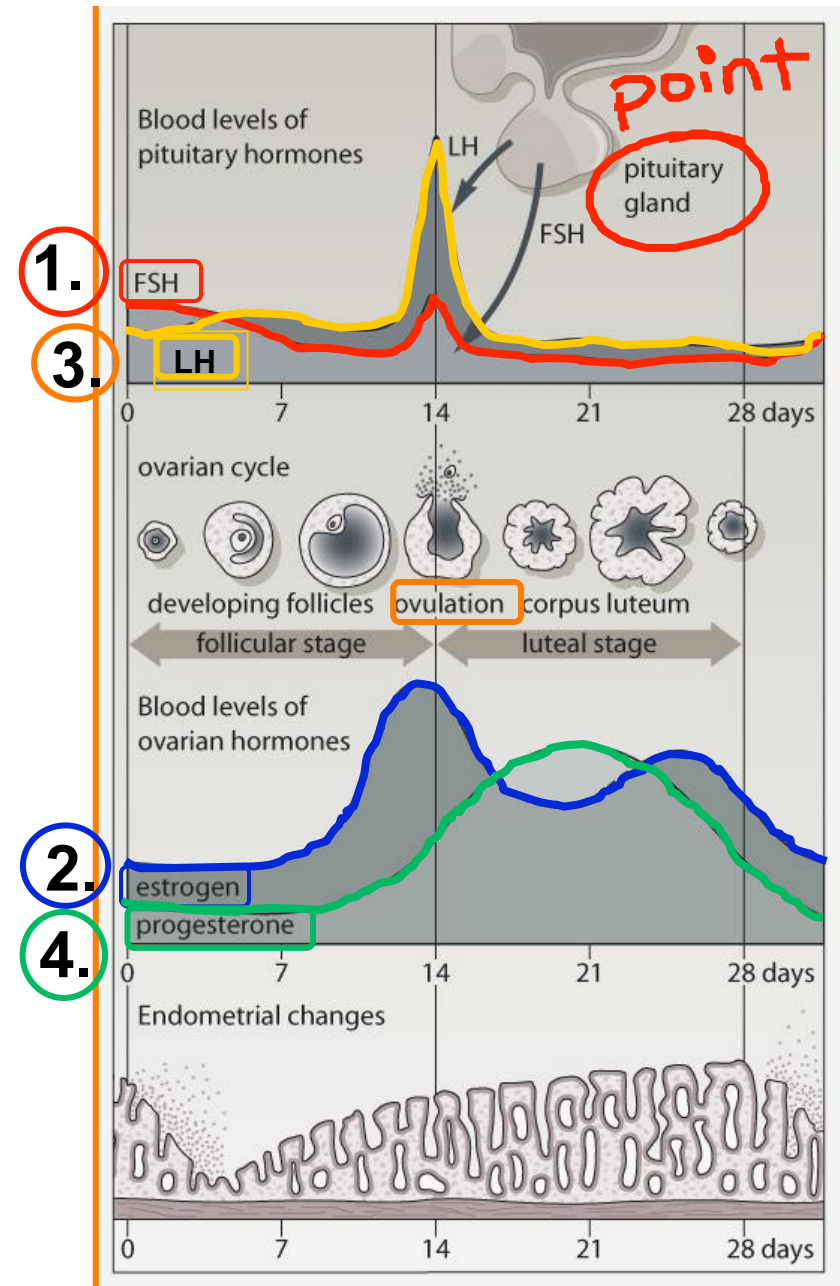 point
Blood levels of
pituitary hormones
LH
pituitary
gland
FSH
1.
FSH
3.
LH
0 7 14 21 28 days
ovarian cycle
developing follicles ovulation corpus luteum
follicular stage luteal stage
Blood levels of
ovarian hormones
2.
estrogen
progesterone
4.
0 7 14 21 28 days
Endometrial changes
0 7 14 21 28 days